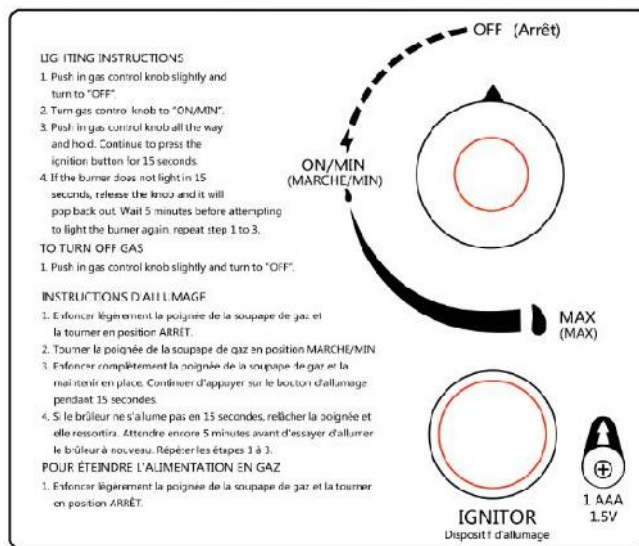 LIGHTING INSTRUCTIONS
1. Push in gas control knob slightly and
turn to "OFF".
2. Turn gas control knob to "ON/MIN".
3. Push in gas control knob all the way
and hold. Continue to press the
ignition button for 15 seconds.
4. If the burner does not light in 15
seconds, release the knob and it will
pop back out. Wait 5 minutes before attempting
to light the burner again, repeat step 1 to 3.
TO TURN OFF GAS
1. Push in gas control knob slightly and turn to "OFF".
INSTRUCTIONS D'ALLUMAGE
1. Enfoncer légèrement la poignée de la soupape de gaz et
la tourner en position ARRÊT.
2. Tourner la poignée de la soupape de gaz en position MARCHE/MIN
3. Enfoncer complètement la poignée de la soupape de gaz et la
maintenir en place. Continuer d'appuyer sur le bouton d'allumage
pendant 15 secondes.
4. Si le brûleur ne s'alume pas en 15 secondes, relâcher la poignée et
elle ressortira. Attendre encore 5 minutes avant d'essayer d'allumer
le brûleur à nouveau. Répéter les étapes 1 à 3.
POUR ÉTEINDRE L'ALIMENTATION EN GAZ
1. Enfoncer légèrement la poignée de la soupape de gaz et la tourner
en position ARRÊT.
OFF (Arrêt)
ON/MIN
(MARCHE/MIN)
MAX
(MAX)
IGNITOR
Dispositif d'allumage
1 AAA
1.5V